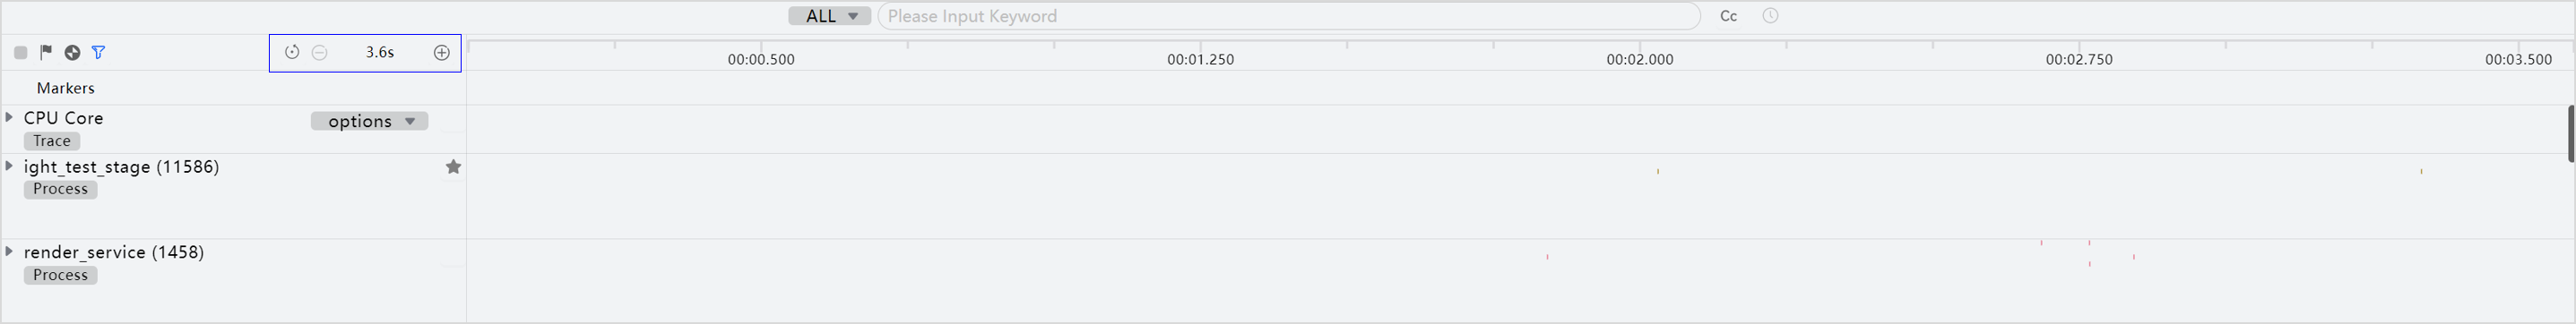 ALL Please Input Keyword Cc
3.6s 00:00.500 00:01.250 00:02.000 00:02.750 00:03.500
Markers
CPU Core options
Trace
ight_test_stage (11586)
Process
render_service (1458)
Process